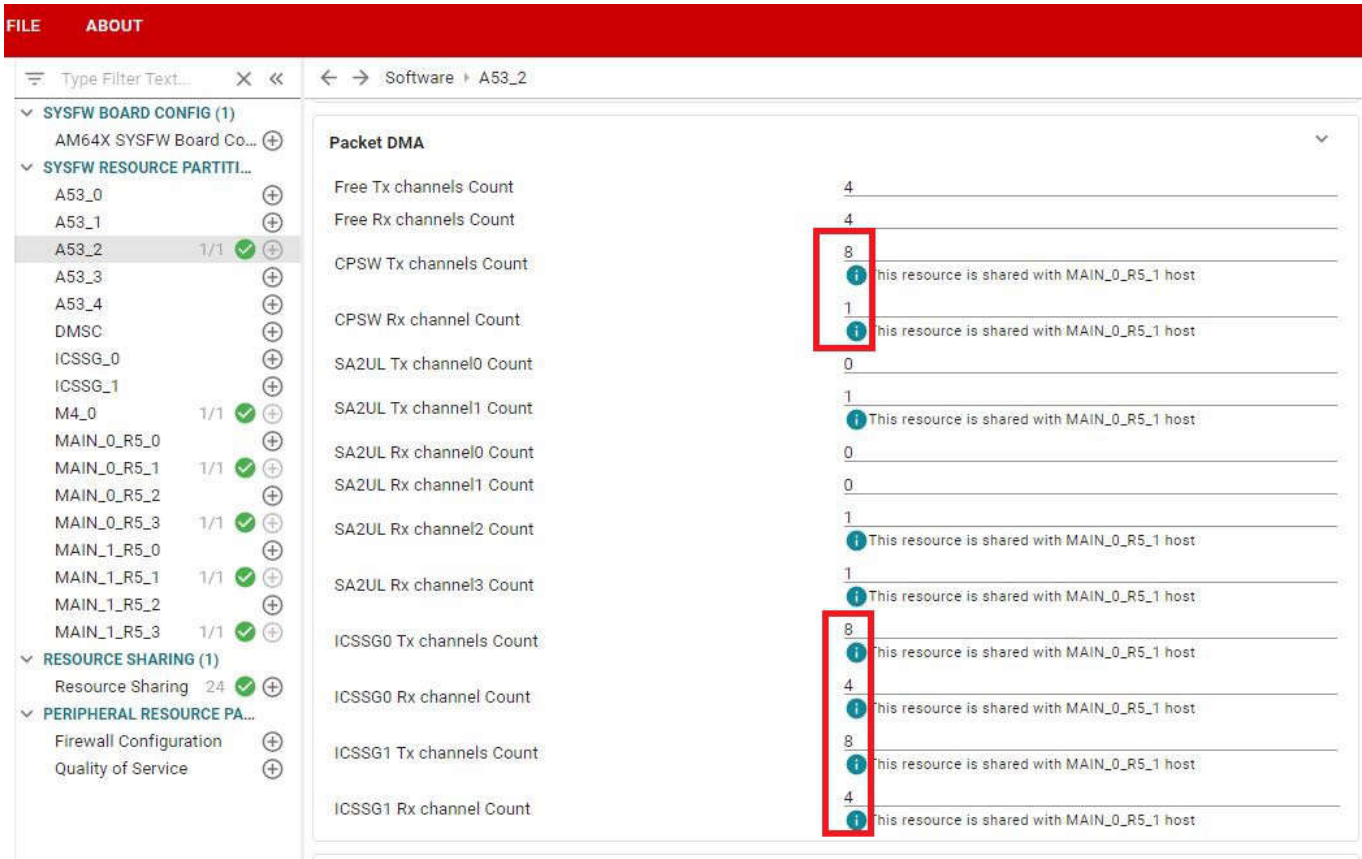 FILE ABOUT
Type Filter Text...
Software A53_2
SYSFW BOARD CONFIG (1)
AM64X SYSFW Board Co...
SYSFW RESOURCE PARTITI...
A53_0
A53_1
A53_2 1/1
A53_3
A53_4
DMSC
ICSSG_0
ICSSG_1
M4_0 1/1
MAIN_0_R5_0
MAIN_0_R5_1 1/1
MAIN_0_R5_2
MAIN_0_R5_3 1/1
MAIN_1_R5_0
MAIN_1_R5_1 1/1
MAIN_1_R5_2
MAIN_1_R5_3 1/1
RESOURCE SHARING (1)
Resource Sharing 24
PERIPHERAL RESOURCE PA...
Firewall Configuration
Quality of Service
Packet DMA
Free Tx channels Count 4
Free Rx channels Count 4
CPSW Tx channels Count 8
This resource is shared with MAIN_0_R5_1 host
CPSW Rx channel Count 1
This resource is shared with MAIN_0_R5_1 host
SA2UL Tx channel0 Count 0
SA2UL Tx channel1 Count 1
This resource is shared with MAIN_0_R5_1 host
SA2UL Rx channel0 Count 0
SA2UL Rx channel1 Count 0
SA2UL Rx channel2 Count 1
This resource is shared with MAIN_0_R5_1 host
SA2UL Rx channel3 Count 1
This resource is shared with MAIN_0_R5_1 host
ICSSG0 Tx channels Count 8
This resource is shared with MAIN_0_R5_1 host
ICSSG0 Rx channel Count 4
This resource is shared with MAIN_0_R5_1 host
ICSSG1 Tx channels Count 8
This resource is shared with MAIN_0_R5_1 host
ICSSG1 Rx channel Count 4
This resource is shared with MAIN_0_R5_1 host